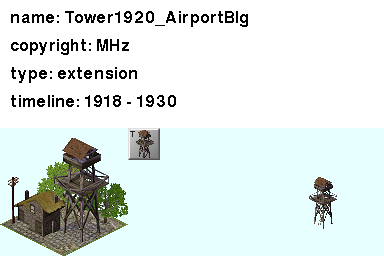 name: Tower1920_AirportBlg
copyright: MHz
type: extension
timeline: 1918 - 1930
T